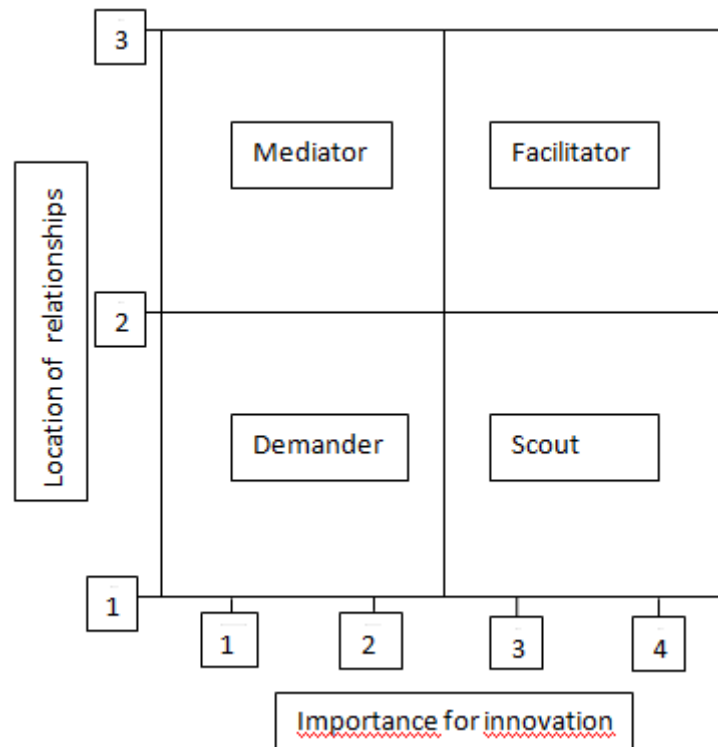 3
Mediator
Facilitator
Location of relationships
2
Demander
Scout
1
1
2
3
4
Importance for innovation